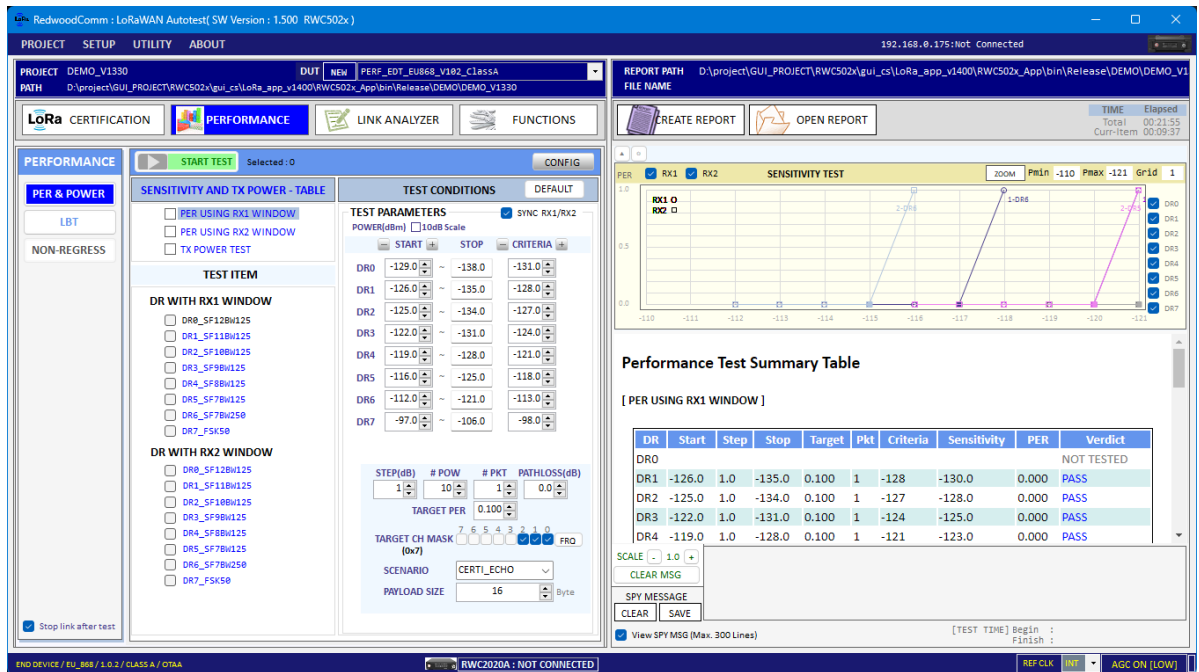 RedwoodComm : LoRaWAN Autotest( SW Version : 1.500 RWC502x )
PROJECT SETUP UTILITY ABOUT
192.168.0.175:Not Connected
PROJECT DEMO_V1330
DUT NEW PERF_EDT_EU868_V102_ClassA
PATH D:\project\GUI_PROJECT\RWC502x\gui_cs\LoRa_app_v1400\RWC502x_App\bin\Release\DEMO\DEMO_V1330
REPORT PATH D:\project\GUI_PROJECT\RWC502x\gui_cs\LoRa_app_v1400\RWC502x_App\bin\Release\DEMO\DEMO_V1
FILE NAME
LoRa CERTIFICATION
PERFORMANCE
LINK ANALYZER
FUNCTIONS
CREATE REPORT
OPEN REPORT
TIME Elapsed
Total 00:21:55
Curr-Item 00:09:37
PERFORMANCE
PER & POWER
LBT
NON-REGRESS
Stop link after test
START TEST Selected : 0 CONFIG
SENSITIVITY AND TX POWER - TABLE
PER USING RX1 WINDOW
PER USING RX2 WINDOW
TX POWER TEST
TEST ITEM
DR WITH RX1 WINDOW
DR0_SF12BW125
DR1_SF11BW125
DR2_SF10BW125
DR3_SF9BW125
DR4_SF8BW125
DR5_SF7BW125
DR6_SF7BW250
DR7_FSK50
DR WITH RX2 WINDOW
DR0_SF12BW125
DR1_SF11BW125
DR2_SF10BW125
DR3_SF9BW125
DR4_SF8BW125
DR5_SF7BW125
DR6_SF7BW250
DR7_FSK50
TEST CONDITIONS DEFAULT
TEST PARAMETERS SYNC RX1/RX2
POWER(dBm) 10dB Scale
- START + STOP - CRITERIA +
DR0 -129.0 ~ -138.0 -131.0
DR1 -126.0 ~ -135.0 -128.0
DR2 -125.0 ~ -134.0 -127.0
DR3 -122.0 ~ -131.0 -124.0
DR4 -119.0 ~ -128.0 -121.0
DR5 -116.0 ~ -125.0 -118.0
DR6 -112.0 ~ -121.0 -113.0
DR7 -97.0 ~ -106.0 -98.0
STEP(dB) # POW # PKT PATHLOSS(dB)
1 10 1 0.0
TARGET PER 0.100
7 6 5 4 3 2 1 0
TARGET CH MASK FRQ
(0x7)
SCENARIO CERTI_ECHO
PAYLOAD SIZE 16 Byte
PER RX1 RX2 SENSITIVITY TEST ZOOM Pmin -110 Pmax -121 Grid 1
1.0
0.5
0.0
RX1
RX2
2-DR6
1-DR6
2-DR5
1
-110 -111 -112 -113 -114 -115 -116 -117 -118 -119 -120 -121
DR0
DR1
DR2
DR3
DR4
DR5
DR6
DR7
Performance Test Summary Table
[ PER USING RX1 WINDOW ]
DR Start Step Stop Target Pkt Criteria Sensitivity PER Verdict
DR0 NOT TESTED
DR1 -126.0 1.0 -135.0 0.100 1 -128 -130.0 0.000 PASS
DR2 -125.0 1.0 -134.0 0.100 1 -127 -128.0 0.000 PASS
DR3 -122.0 1.0 -131.0 0.100 1 -124 -125.0 0.000 PASS
DR4 -119.0 1.0 -128.0 0.100 1 -121 -123.0 0.000 PASS
SCALE - 1.0 +
CLEAR MSG
SPY MESSAGE
CLEAR SAVE
View SPY MSG (Max. 300 Lines)
[TEST TIME] Begin :
Finish :
END DEVICE / EU_868 / 1.0.2 / CLASS A / OTAA
RWC2020A : NOT CONNECTED
REF CLK INT AGC ON [LOW]